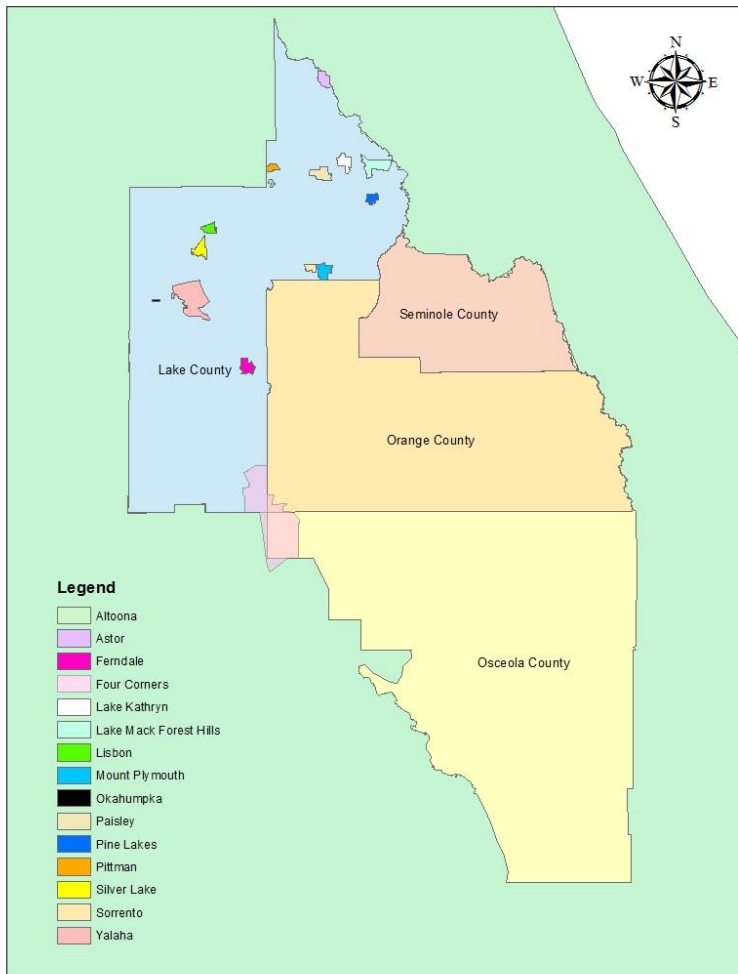 N
W E
S
Seminole County
Lake County
Orange County
Osceola County
Legend
Altoona
Astor
Ferndale
Four Corners
Lake Kathryn
Lake Mack Forest Hills
Lisbon
Mount Plymouth
Okahumpka
Paisley
Pine Lakes
Pittman
Silver Lake
Sorrento
Yalaha